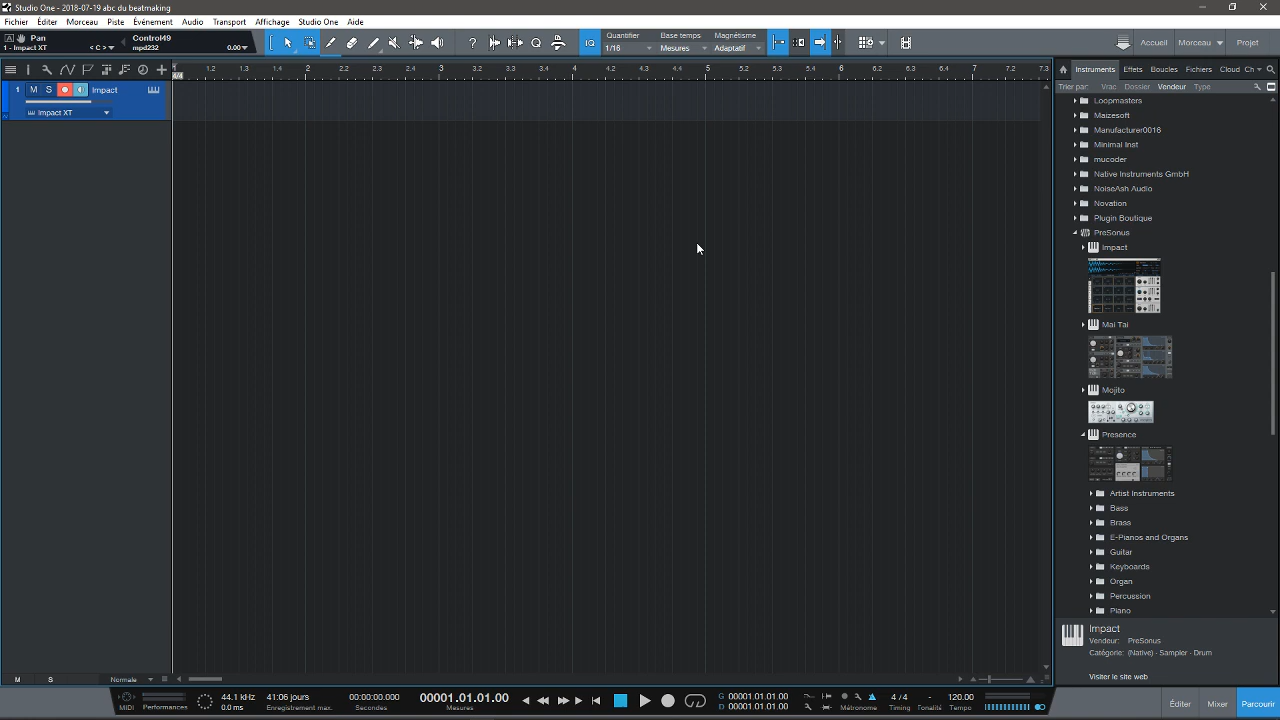 Studio One - 2018-07-19 abc du beatmaking
Fichier Éditer Morceau Piste Événement Audio Transport Affichage Studio One Aide
Pan Control49
1 - Impact XT < C > mpd232 0.00
? IQ
Quantifier Base temps Magnétisme
1/16 Mesures Adaptatif
Accueil Morceau Projet
1.2 1.3 1.4 2 2.2 2.3 2.4 3 3.2 3.3 3.4 4 4.2 4.3 4.4 5 5.2 5.3 5.4 6 6.2 6.3 6.4 7 7.2 7.3
4/4
1 M S Impact
Impact XT
Instruments Effets Boucles Fichiers Cloud Ch
Trier par: Vrac Dossier Vendeur Type
Loopmasters
Maizesoft
Manufacturer0016
Minimal Inst
mucoder
Native Instruments GmbH
NoiseAsh Audio
Novation
Plugin Boutique
PreSonus
Impact
Mai Tai
Mojito
Presence
Artist Instruments
Bass
Brass
E-Pianos and Organs
Guitar
Keyboards
Organ
Percussion
Piano
Impact
Vendeur: PreSonus
Catégorie: (Native) - Sampler - Drum
Visiter le site web
M S Normale
MIDI Performances
44.1 kHz
0.0 ms
41:06 jours
Enregistrement max.
00:00:00.000
Secondes
00001.01.01.00
Mesures
G 00001.01.01.00
D 00001.01.01.00
Métronome
4 / 4
Timing
-
Tonalité
120.00
Tempo
Éditer Mixer Parcourir